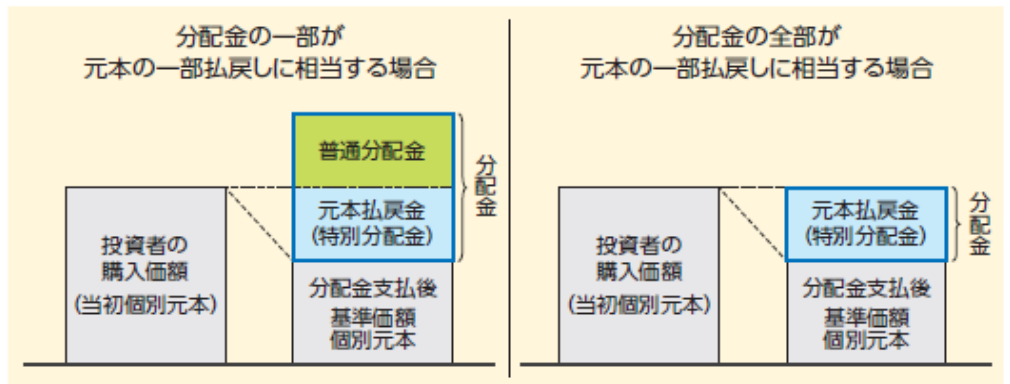 分配金の一部が
元本の一部払戻しに相当する場合
普通分配金
元本払戻金
(特別分配金)
分配金
投資者の
購入価額
(当初個別元本)
分配金支払後
基準価額
個別元本
分配金の全部が
元本の一部払戻しに相当する場合
元本払戻金
(特別分配金)
分配金
投資者の
購入価額
(当初個別元本)
分配金支払後
基準価額
個別元本